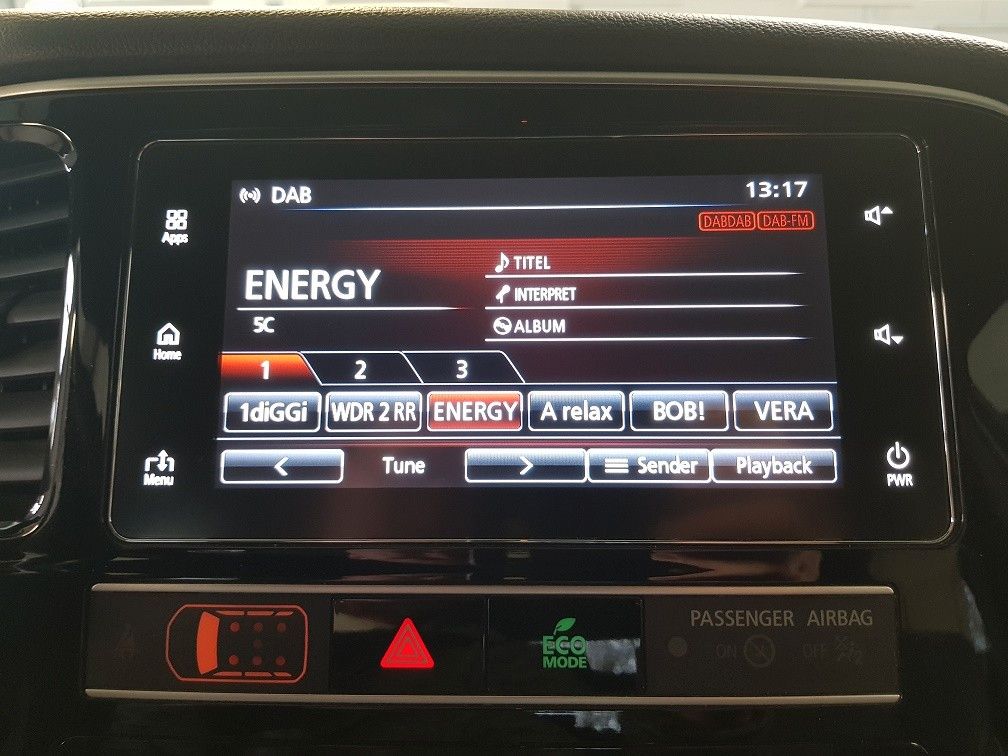 DAB 13:17
DABDAB DAB-FM
Apps
ENERGY
5C
TITEL
INTERPRET
ALBUM
Home
1 2 3
1diGGi WDR 2 RR ENERGY A relax BOB! VERA
< Tune > Sender Playback
Menu
PWR
ECO
MODE
PASSENGER AIRBAG
ON OFF